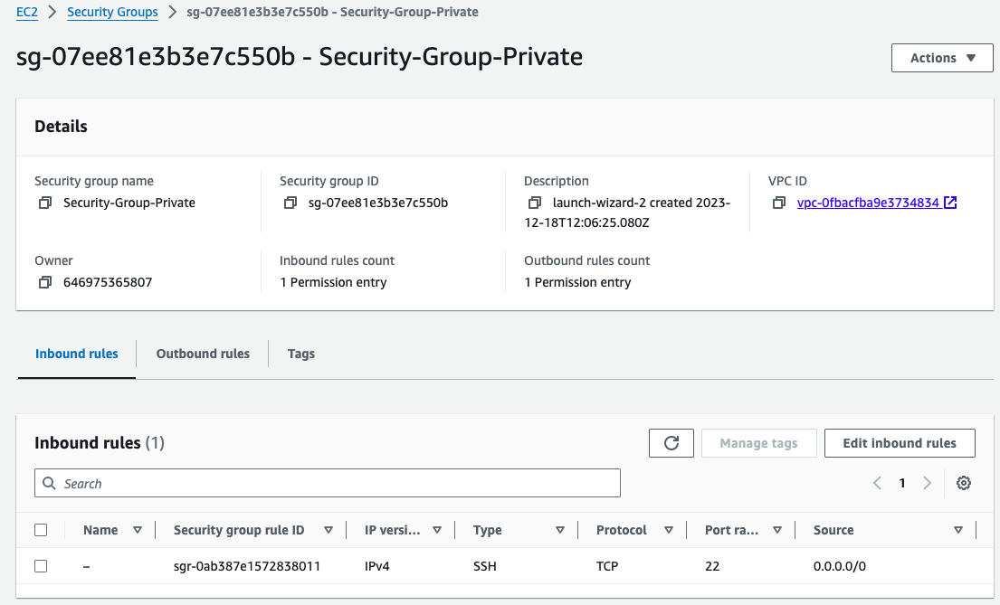 EC2 > Security Groups > sg-07ee81e3b3e7c550b - Security-Group-Private
sg-07ee81e3b3e7c550b - Security-Group-Private
Actions
Details
Security group name
Security-Group-Private
Security group ID
sg-07ee81e3b3e7c550b
Description
launch-wizard-2 created 2023-
12-18T12:06:25.080Z
VPC ID
vpc-0fbacfba9e3734834
Owner
646975365807
Inbound rules count
1 Permission entry
Outbound rules count
1 Permission entry
Inbound rules
Outbound rules
Tags
Inbound rules (1)
Manage tags
Edit inbound rules
Search
1
Name Security group rule ID IP versi... Type Protocol Port ra... Source
– sgr-0ab387e1572838011 IPv4 SSH TCP 22 0.0.0.0/0